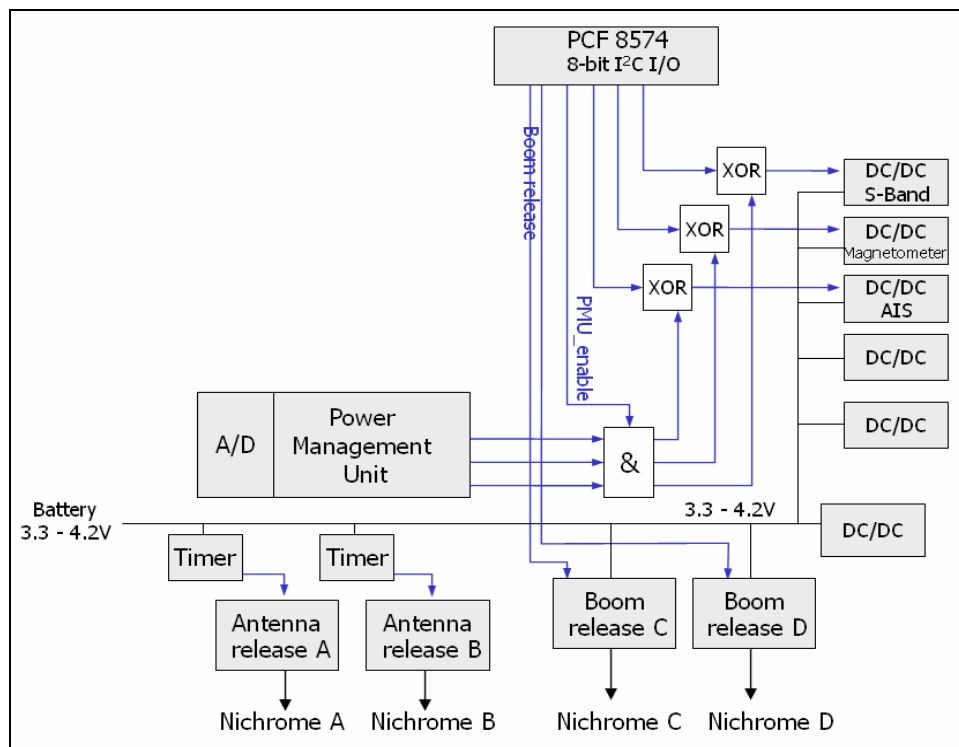 PCF 8574
8-bit I²C I/O
Boom release
XOR
DC/DC
S-Band
XOR
DC/DC
Magnetometer
XOR
DC/DC
AIS
PMU_enable
DC/DC
A/D
Power
Management
Unit
&
DC/DC
Battery
3.3 - 4.2V
3.3 - 4.2V
DC/DC
Timer
Timer
Antenna
release A
Antenna
release B
Boom
release C
Boom
release D
Nichrome A
Nichrome B
Nichrome C
Nichrome D